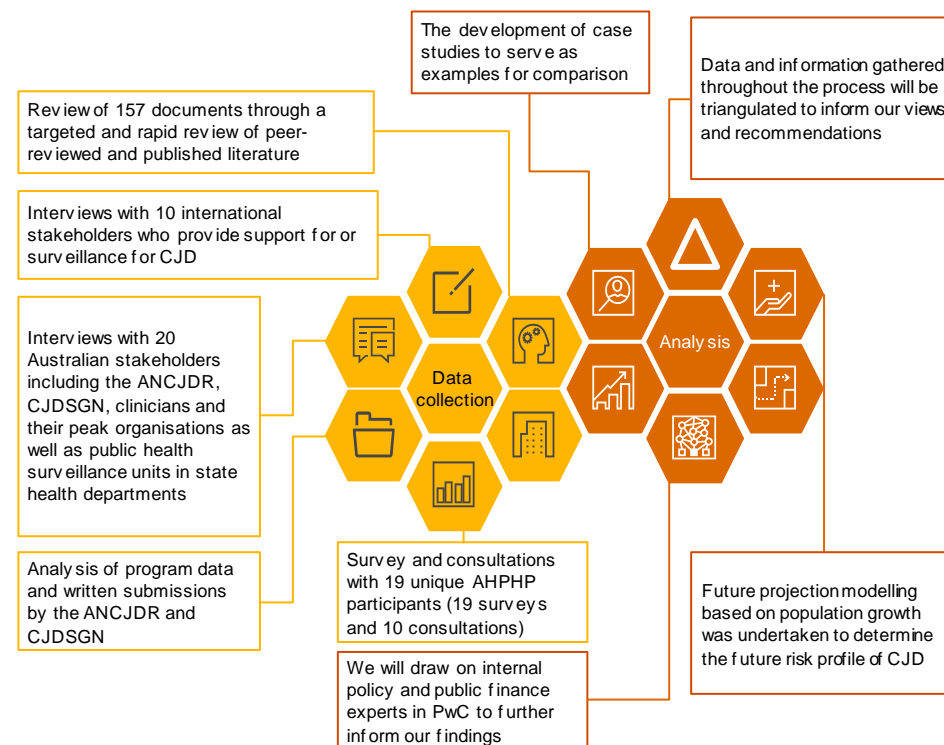 The development of case
studies to serve as
examples for comparison
Data and information gathered
throughout the process will be
triangulated to inform our views
and recommendations
Review of 157 documents through a
targeted and rapid review of peer-
reviewed and published literature
Interviews with 10 international
stakeholders who provide support for or
surveillance for CJD
Interviews with 20
Australian stakeholders
including the ANCJDR,
CJDSGN, clinicians and
their peak organisations as
well as public health
surveillance units in state
health departments
Analysis of program data
and written submissions
by the ANCJDR and
CJDSGN
Data
collection
Analysis
Survey and consultations
with 19 unique AHPHP
participants (19 surveys
and 10 consultations)
We will draw on internal
policy and public finance
experts in PwC to further
inform our findings
Future projection modelling
based on population growth
was undertaken to determine
the future risk profile of CJD